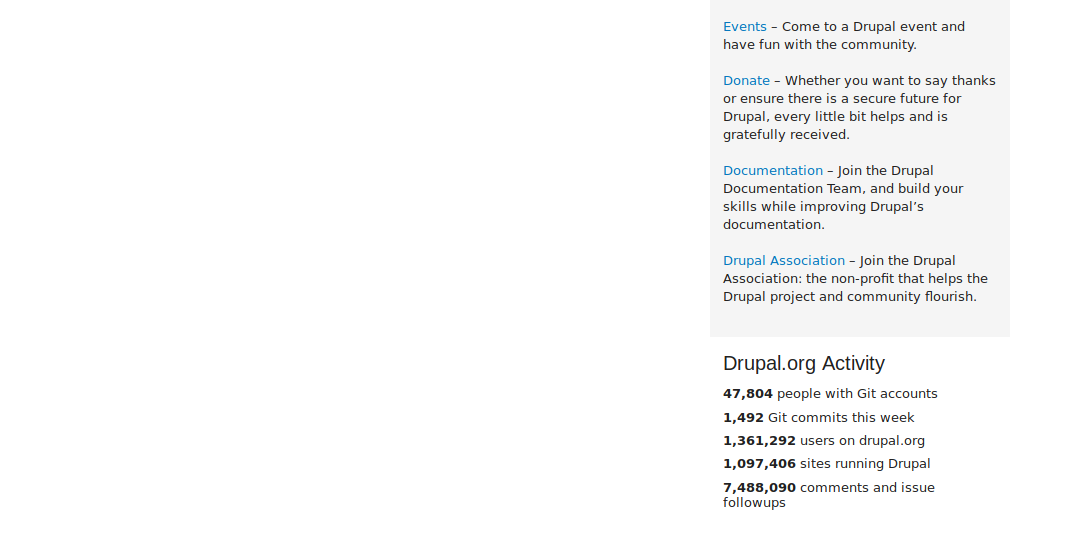 Events – Come to a Drupal event and
have fun with the community.
Donate – Whether you want to say thanks
or ensure there is a secure future for
Drupal, every little bit helps and is
gratefully received.
Documentation – Join the Drupal
Documentation Team, and build your
skills while improving Drupal’s
documentation.
Drupal Association – Join the Drupal
Association: the non-profit that helps the
Drupal project and community flourish.
Drupal.org Activity
47,804 people with Git accounts
1,492 Git commits this week
1,361,292 users on drupal.org
1,097,406 sites running Drupal
7,488,090 comments and issue
followups